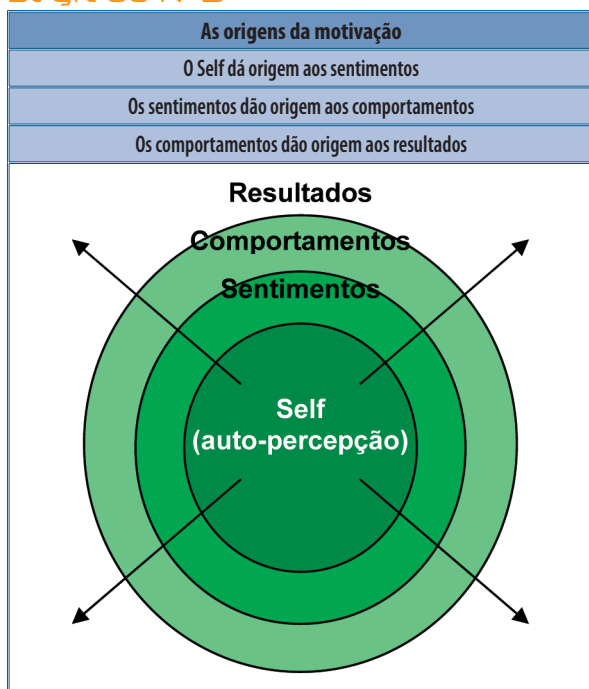 As origens da motivação
O Self dá origem aos sentimentos
Os sentimentos dão origem aos comportamentos
Os comportamentos dão origem aos resultados
Resultados
Comportamentos
Sentimentos
Self
(auto-percepção)